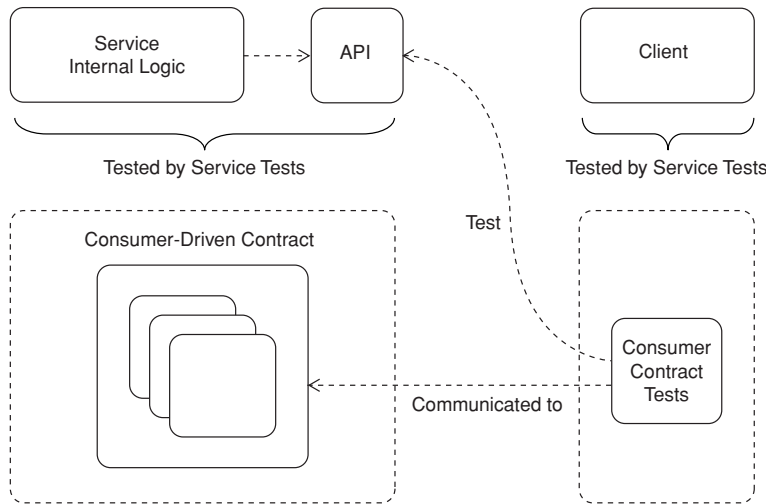 Service
Internal Logic
API
Client
Tested by Service Tests
Tested by Service Tests
Test
Consumer-Driven Contract
Consumer
Contract
Tests
Communicated to